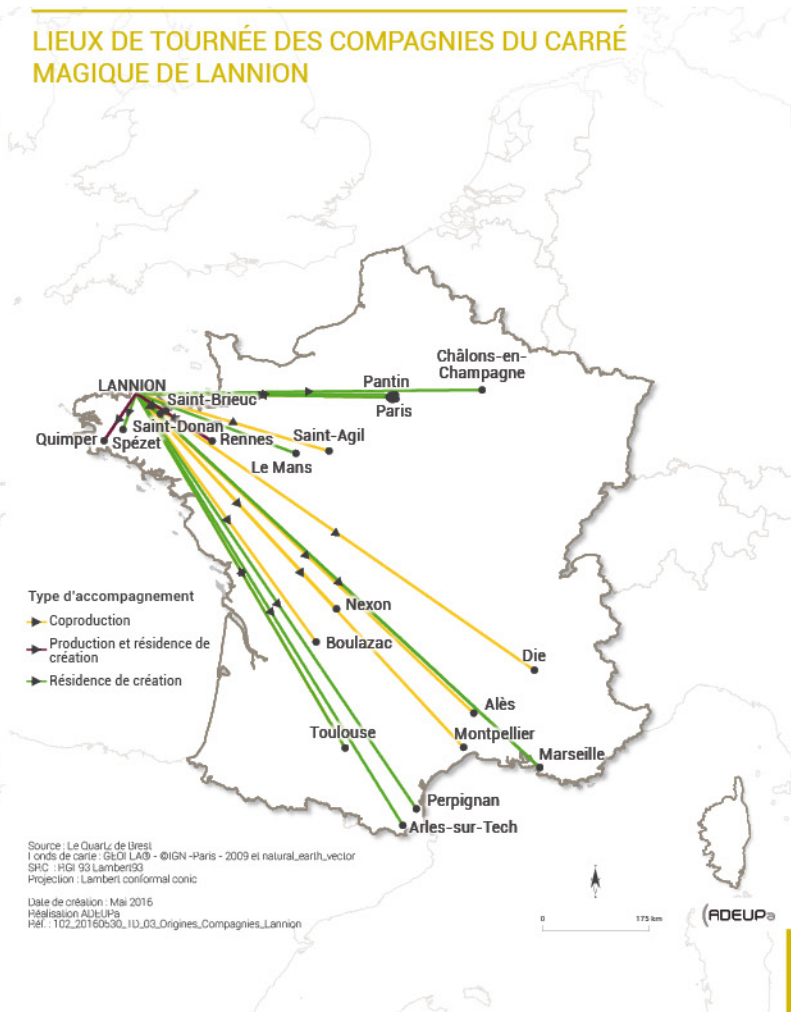 LIEUX DE TOURNÉE DES COMPAGNIES DU CARRÉ
MAGIQUE DE LANNION
Châlons-en-
Champagne
Pantin
Paris
LANNION
Saint-Brieuc
Saint-Donan
Quimper
Spézet
Rennes
Saint-Agil
Le Mans
Type d'accompagnement
Coproduction
Production et résidence de
création
Résidence de création
Nexon
Boulazac
Die
Alès
Toulouse
Montpellier
Marseille
Perpignan
Arles-sur-Tech
Source : Le Quartz de Brest
Fonds de carte : GEOFLA® - ©IGN -Paris - 2009 et natural_earth_vector
SRC : RGF93 Lambert93
Projection : Lambert conformal conic
Date de création : Mai 2016
Réalisation ADEUPa
Réf. : 102_20160530_TD_03_Origines_Compagnies_Lannion
0 175 km
ADEUPa